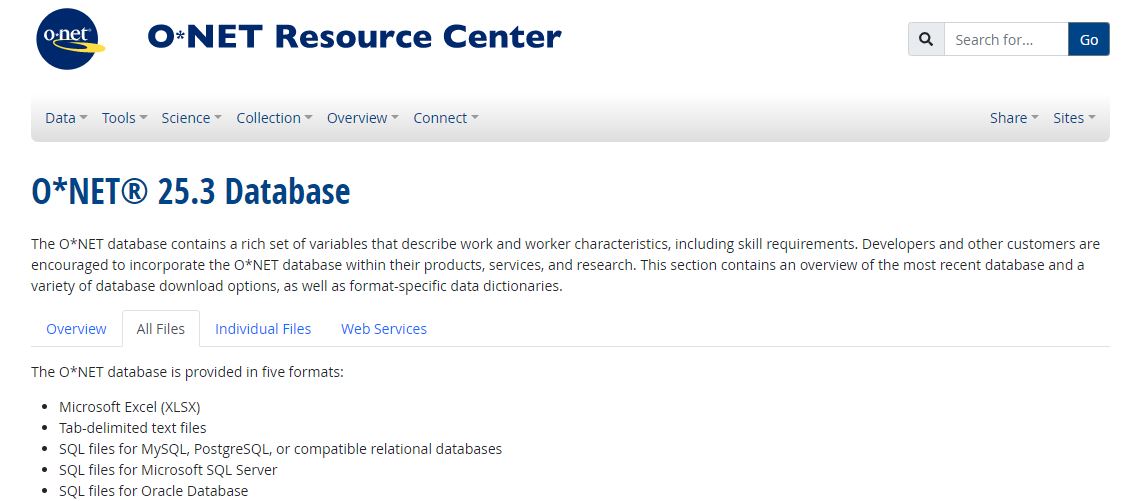 o·net®
O*NET Resource Center
Search for...
Go
Data
Tools
Science
Collection
Overview
Connect
Share
Sites
O*NET® 25.3 Database
The O*NET database contains a rich set of variables that describe work and worker characteristics, including skill requirements. Developers and other customers are
encouraged to incorporate the O*NET database within their products, services, and research. This section contains an overview of the most recent database and a
variety of database download options, as well as format-specific data dictionaries.
Overview
All Files
Individual Files
Web Services
The O*NET database is provided in five formats:
• Microsoft Excel (XLSX)
• Tab-delimited text files
• SQL files for MySQL, PostgreSQL, or compatible relational databases
• SQL files for Microsoft SQL Server
• SQL files for Oracle Database